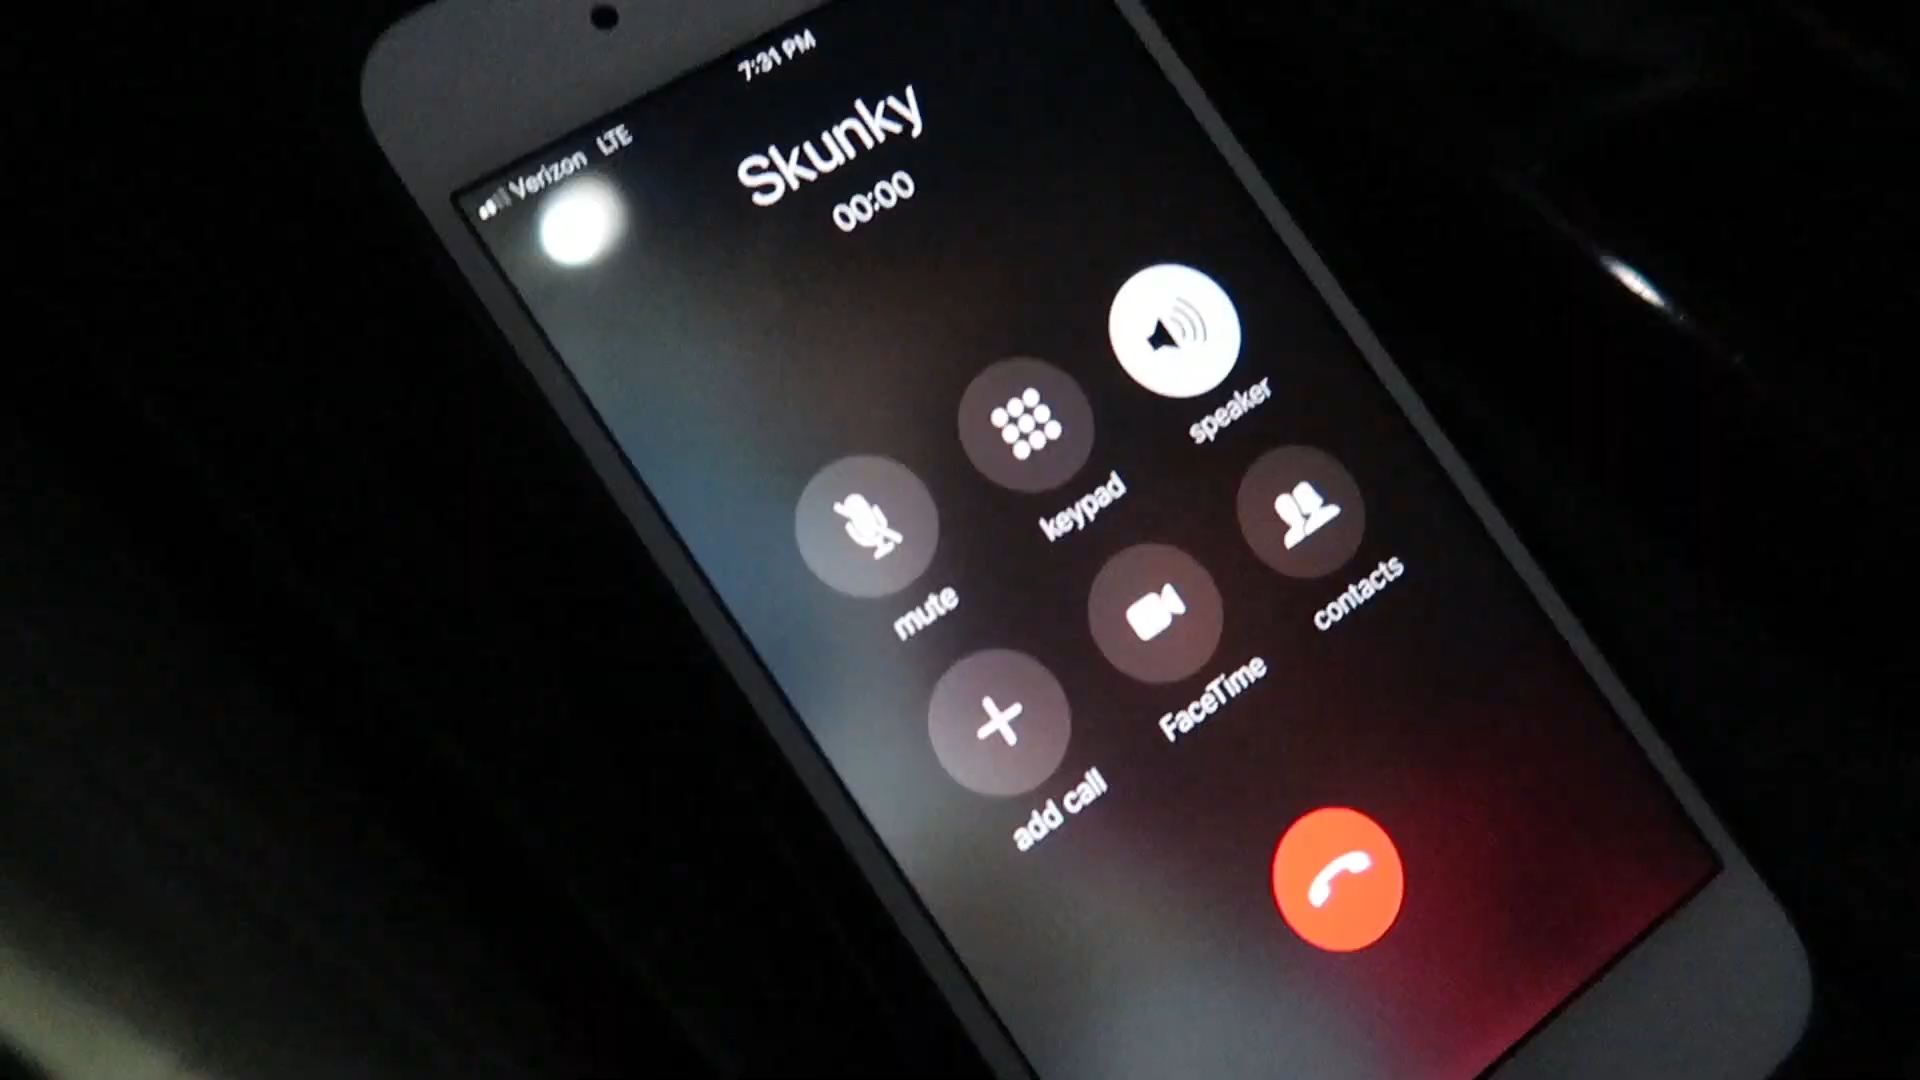 Verizon LTE
7:31 PM
Skunky
00:00
mute
keypad
speaker
add call
FaceTime
contacts